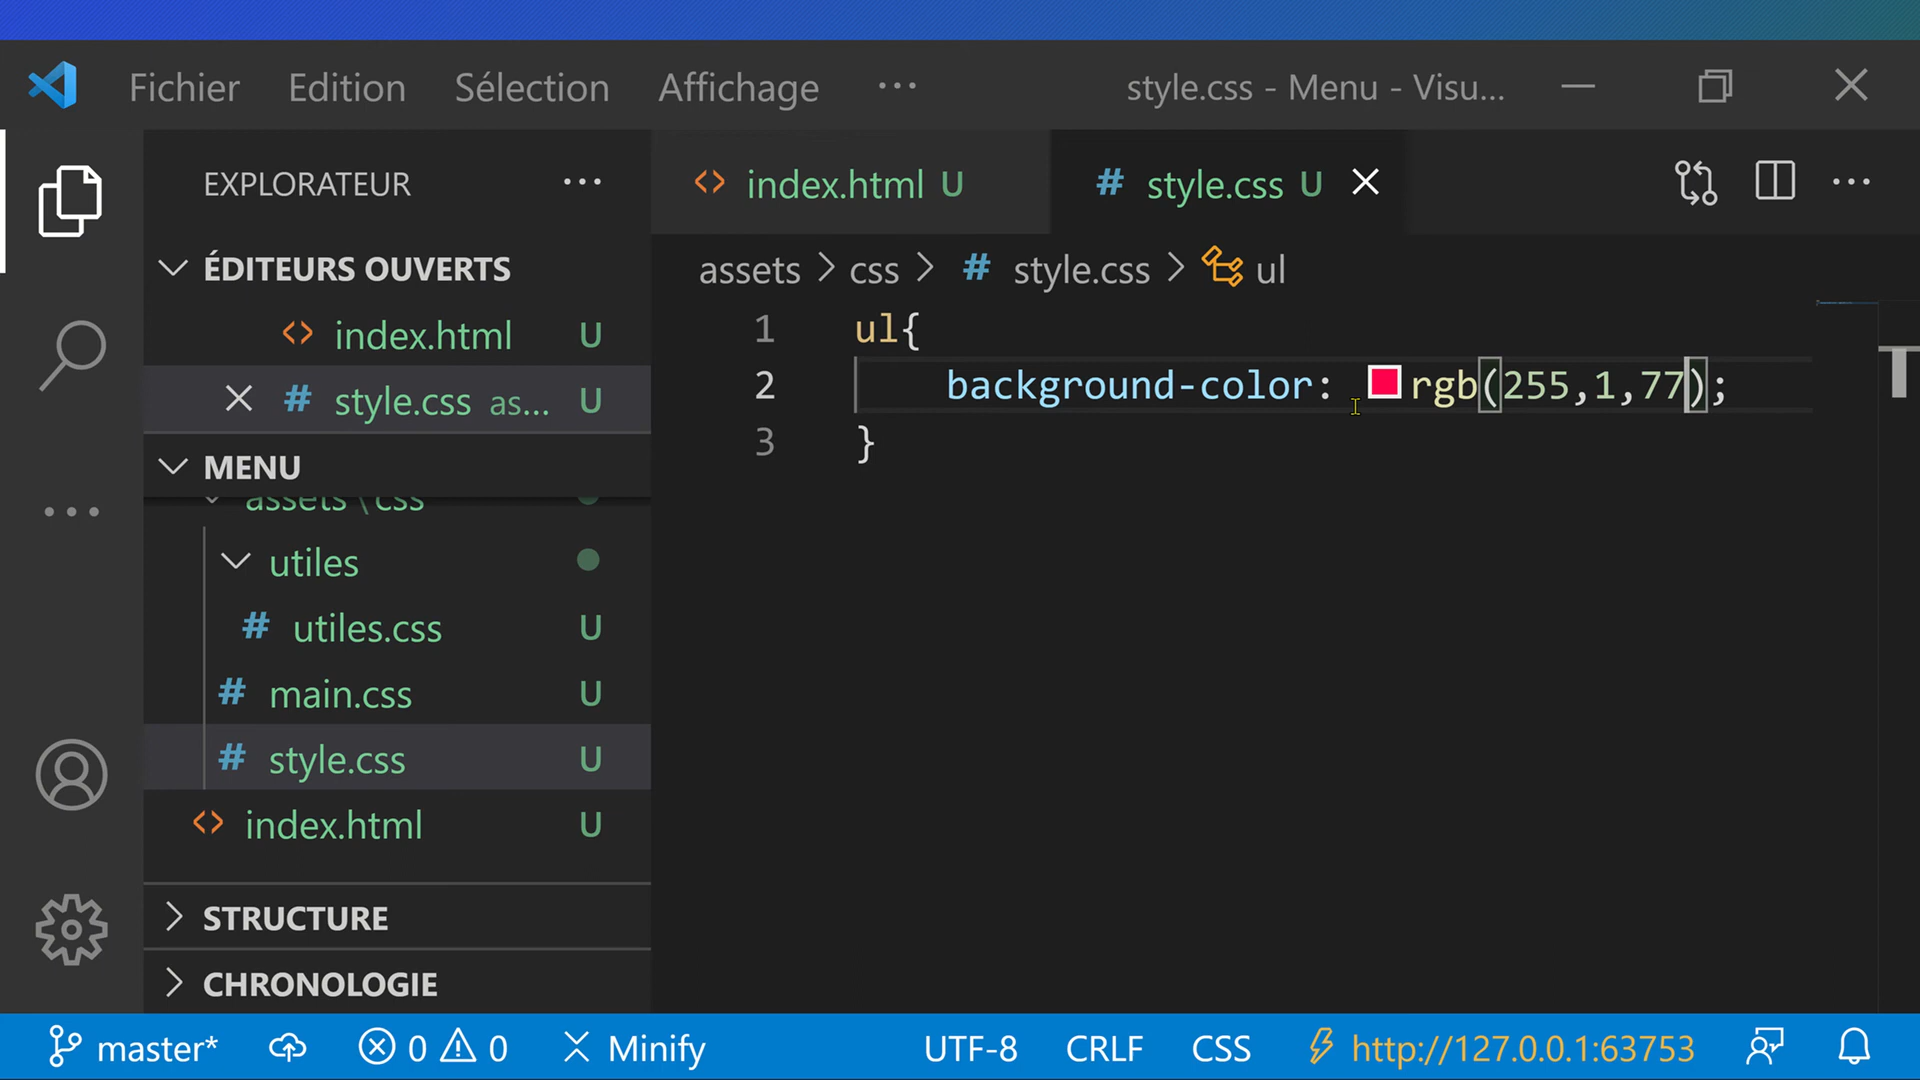 Fichier Edition Sélection Affichage ··· style.css - Menu - Visu...
EXPLORATEUR ···
index.html U
# style.css U
ÉDITEURS OUVERTS
assets > css > # style.css > ul
index.html U
# style.css as... U
1 ul{
2 background-color: rgb(255,1,77);
3 }
MENU
assets \css
utiles
# utiles.css U
# main.css U
# style.css U
index.html U
STRUCTURE
CHRONOLOGIE
master* 0 0 Minify UTF-8 CRLF CSS http://127.0.0.1:63753